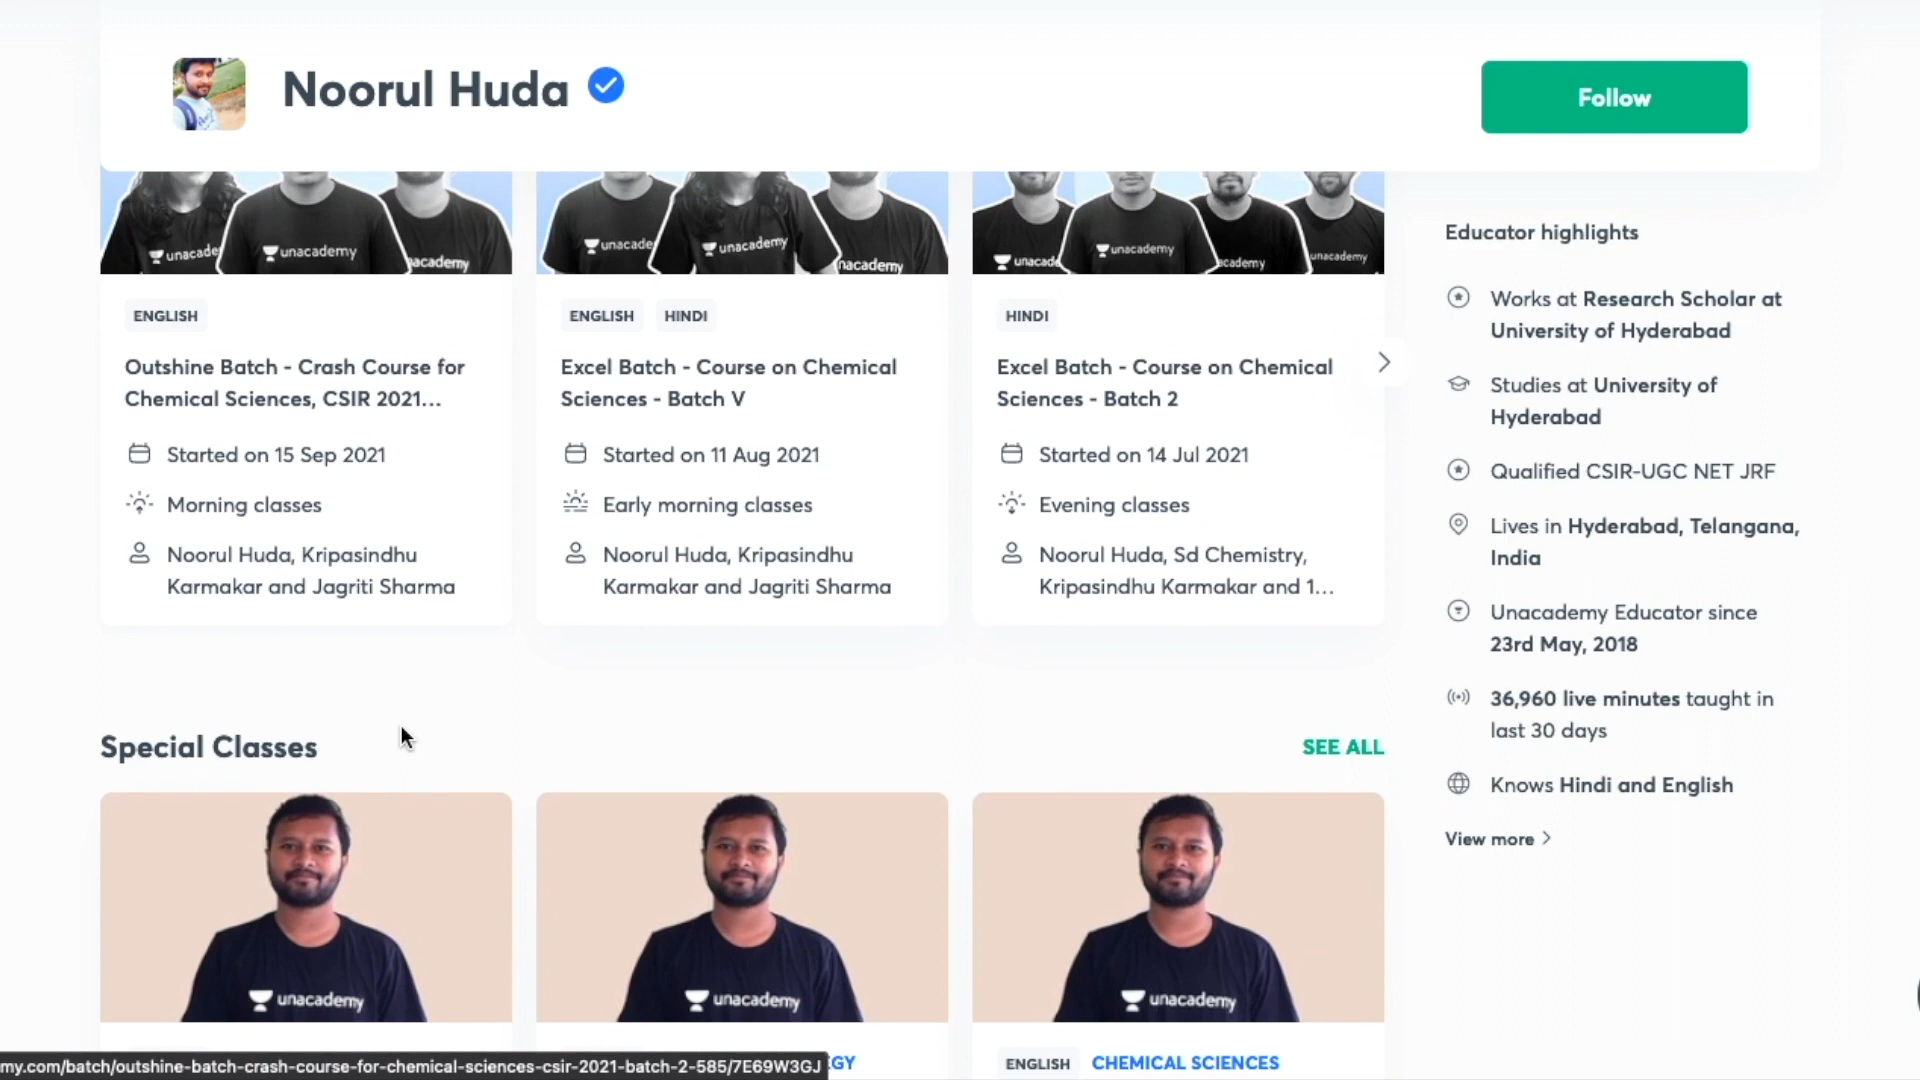 Noorul Huda
Follow
unacade
unacademy
academy
unacade
unacademy
nacademy
unacad
unacademy
academy
unacademy
ENGLISH
Outshine Batch - Crash Course for
Chemical Sciences, CSIR 2021...
Started on 15 Sep 2021
Morning classes
Noorul Huda, Kripasindhu
Karmakar and Jagriti Sharma
ENGLISH HINDI
Excel Batch - Course on Chemical
Sciences - Batch V
Started on 11 Aug 2021
Early morning classes
Noorul Huda, Kripasindhu
Karmakar and Jagriti Sharma
HINDI
Excel Batch - Course on Chemical
Sciences - Batch 2
Started on 14 Jul 2021
Evening classes
Noorul Huda, Sd Chemistry,
Kripasindhu Karmakar and 1...
Educator highlights
Works at Research Scholar at
University of Hyderabad
Studies at University of
Hyderabad
Qualified CSIR-UGC NET JRF
Lives in Hyderabad, Telangana,
India
Unacademy Educator since
23rd May, 2018
36,960 live minutes taught in
last 30 days
Knows Hindi and English
View more
Special Classes
SEE ALL
unacademy
unacademy
unacademy
my.com/batch/outshine-batch-crash-course-for-chemical-sciences-csir-2021-batch-2-585/7E69W3GJ
GY
ENGLISH CHEMICAL SCIENCES